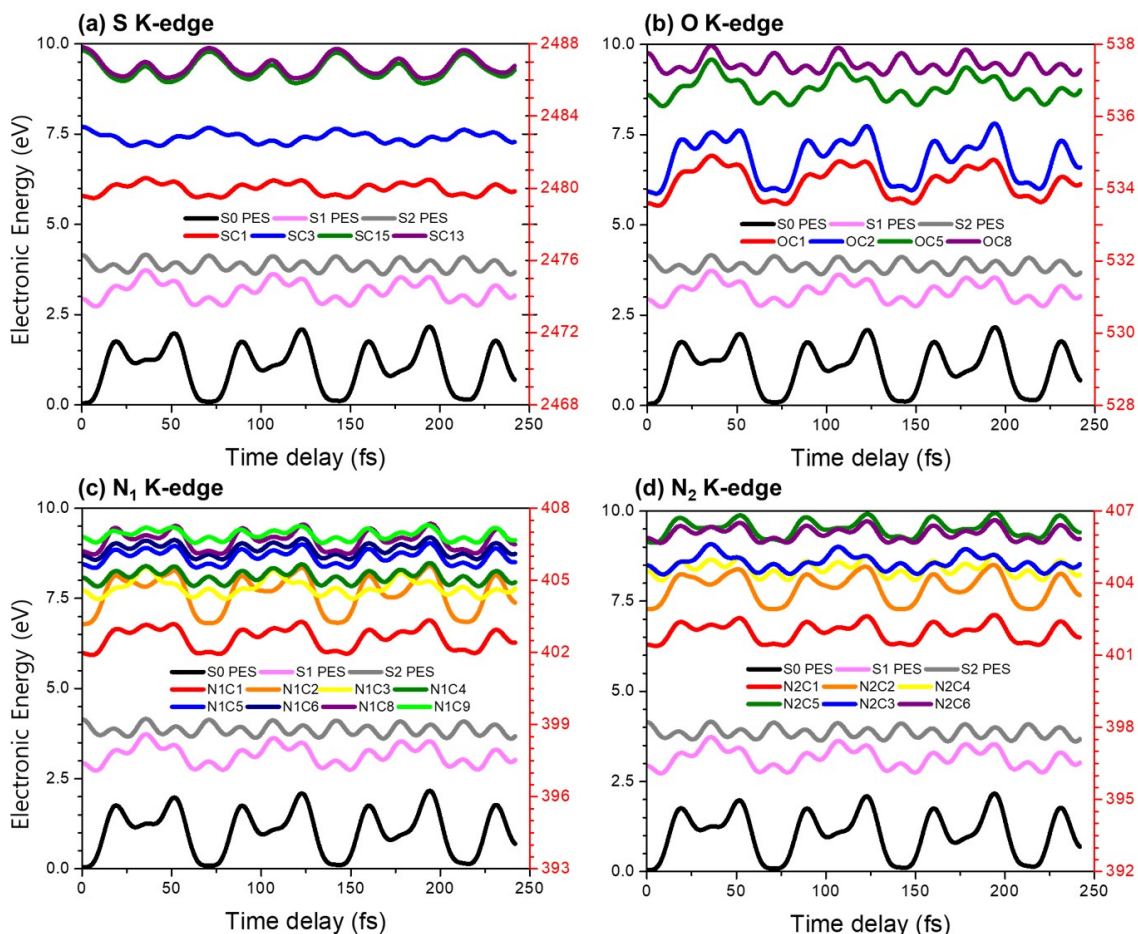 (a) S K-edge
10.0
7.5
5.0
2.5
0.0
2488
2484
2480
2476
2472
2468
S0 PES S1 PES S2 PES
SC1 SC3 SC15 SC13
0 50 100 150 200 250
Time delay (fs)
Electronic Energy (eV)
(b) O K-edge
10.0
7.5
5.0
2.5
0.0
538
536
534
532
530
528
S0 PES S1 PES S2 PES
OC1 OC2 OC5 OC8
0 50 100 150 200 250
Time delay (fs)
(c) N₁ K-edge
10.0
7.5
5.0
2.5
0.0
408
405
402
399
396
393
S0 PES S1 PES S2 PES
N1C1 N1C2 N1C3 N1C4
N1C5 N1C6 N1C8 N1C9
0 50 100 150 200 250
Time delay (fs)
Electronic Energy (eV)
(d) N₂ K-edge
10.0
7.5
5.0
2.5
0.0
407
404
401
398
395
392
S0 PES S1 PES S2 PES
N2C1 N2C2 N2C4
N2C5 N2C3 N2C6
0 50 100 150 200 250
Time delay (fs)